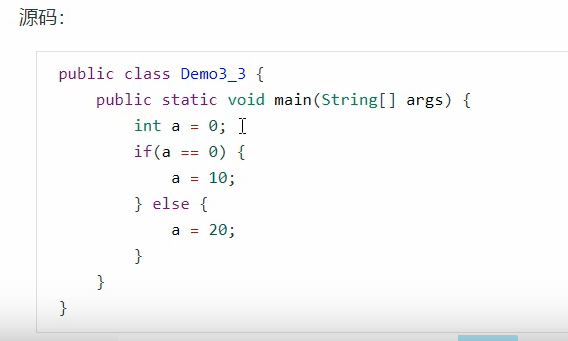 源码：
public class Demo3_3 {
    public static void main(String[] args) {
        int a = 0;
        if(a == 0) {
            a = 10;
        } else {
            a = 20;
        }
    }
}